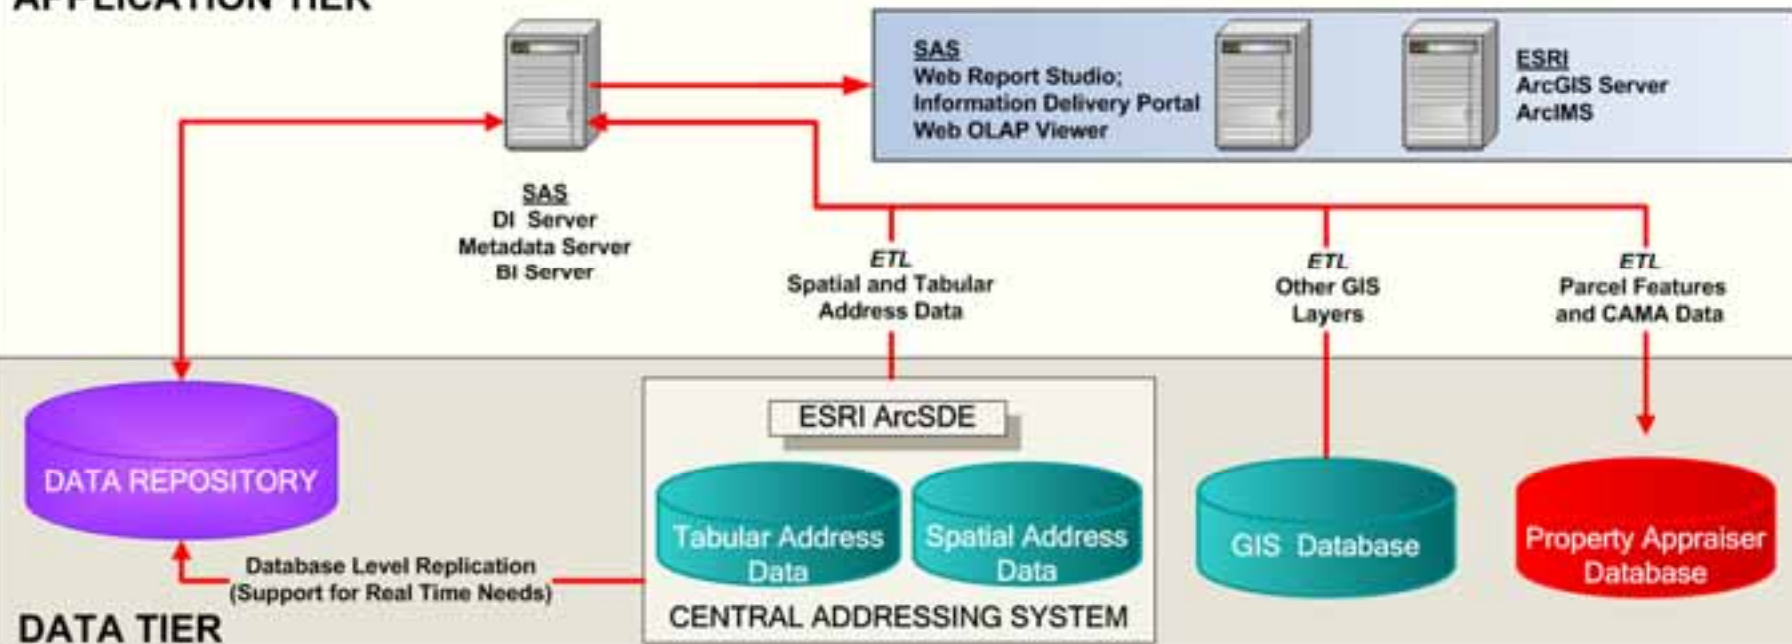 APPLICATION TIER
SAS
Web Report Studio;
Information Delivery Portal
Web OLAP Viewer
ESRI
ArcGIS Server
ArcIMS
SAS
DI Server
Metadata Server
BI Server
ETL
Spatial and Tabular
Address Data
ETL
Other GIS
Layers
ETL
Parcel Features
and CAMA Data
DATA REPOSITORY
ESRI ArcSDE
Tabular Address
Data
Spatial Address
Data
GIS Database
Property Appraiser
Database
Database Level Replication
(Support for Real Time Needs)
CENTRAL ADDRESSING SYSTEM
DATA TIER